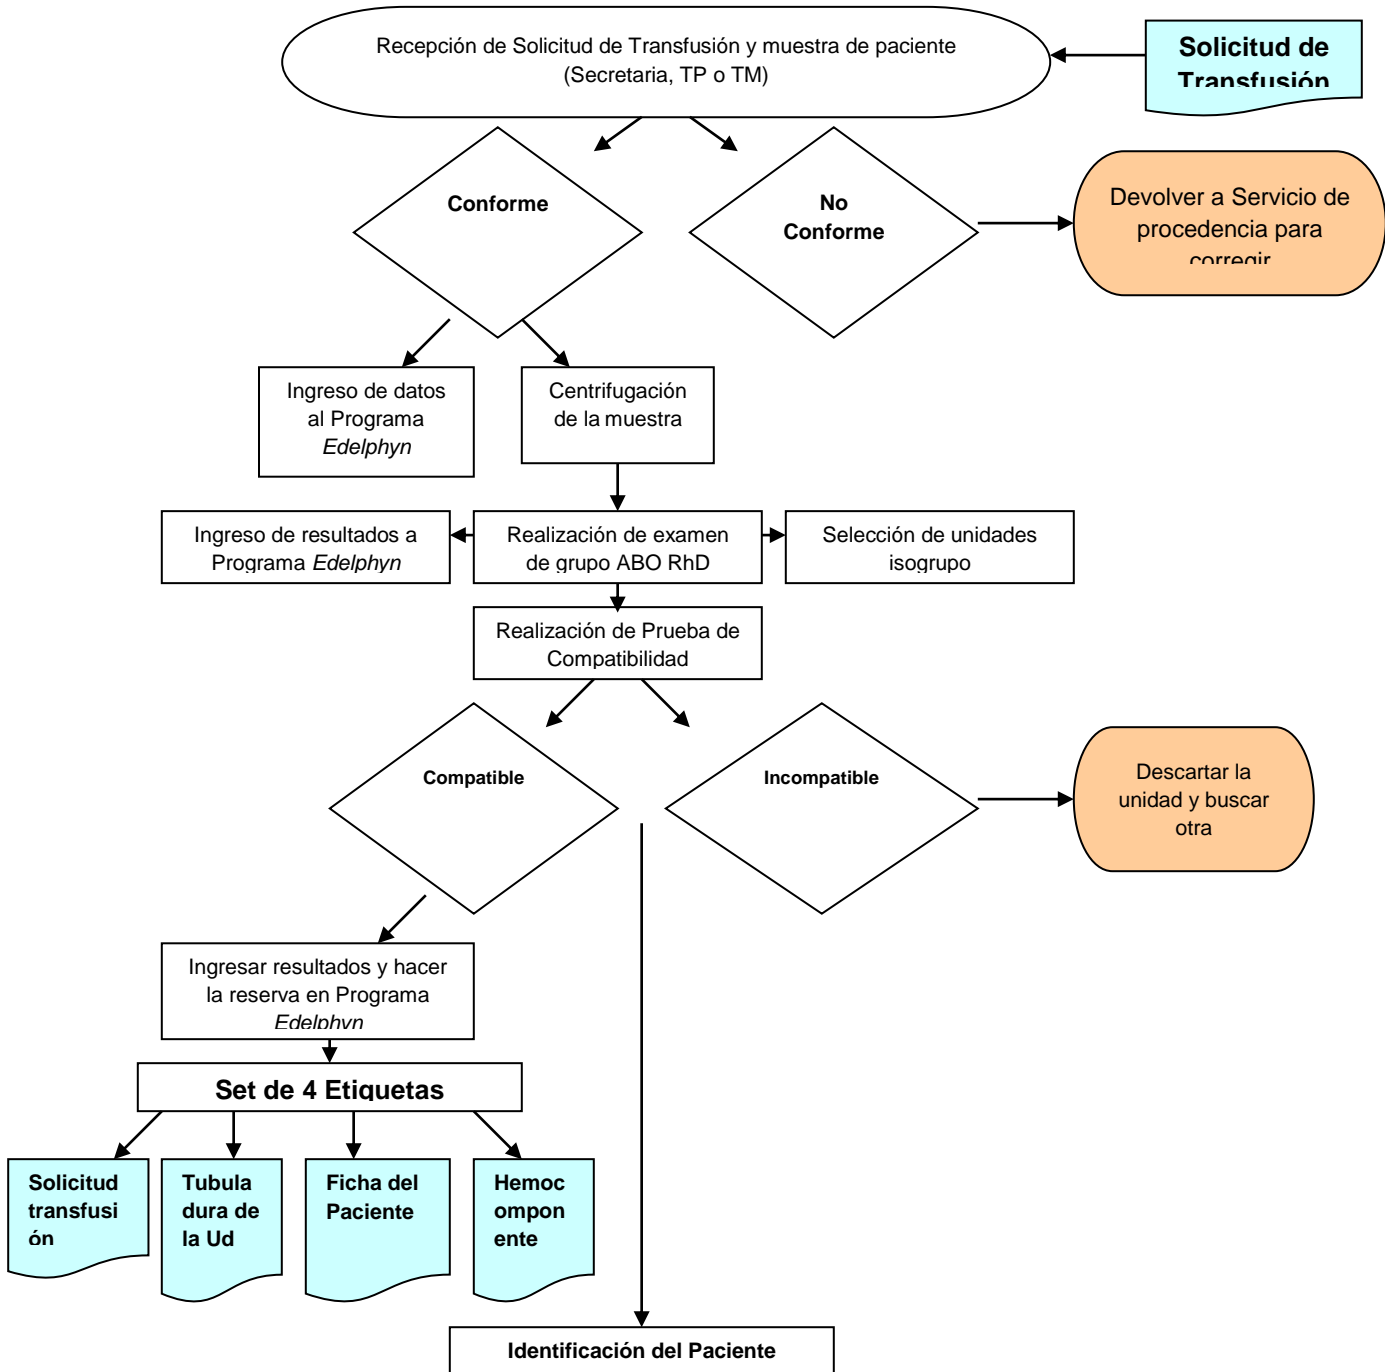 Recepción de Solicitud de Transfusión y muestra de paciente
(Secretaria, TP o TM)
Solicitud de
Transfusión
Conforme
No
Conforme
Devolver a Servicio de
procedencia para
corregir
Ingreso de datos
al Programa
Edelphyn
Centrifugación
de la muestra
Ingreso de resultados a
Programa Edelphyn
Realización de examen
de grupo ABO RhD
Selección de unidades
isogrupo
Realización de Prueba de
Compatibilidad
Compatible
Incompatible
Descartar la
unidad y buscar
otra
Ingresar resultados y hacer
la reserva en Programa
Edelphyn
Set de 4 Etiquetas
Solicitud
transfusi
ón
Tubula
dura de
la Ud
Ficha del
Paciente
Hemoc
ompon
ente
Identificación del Paciente